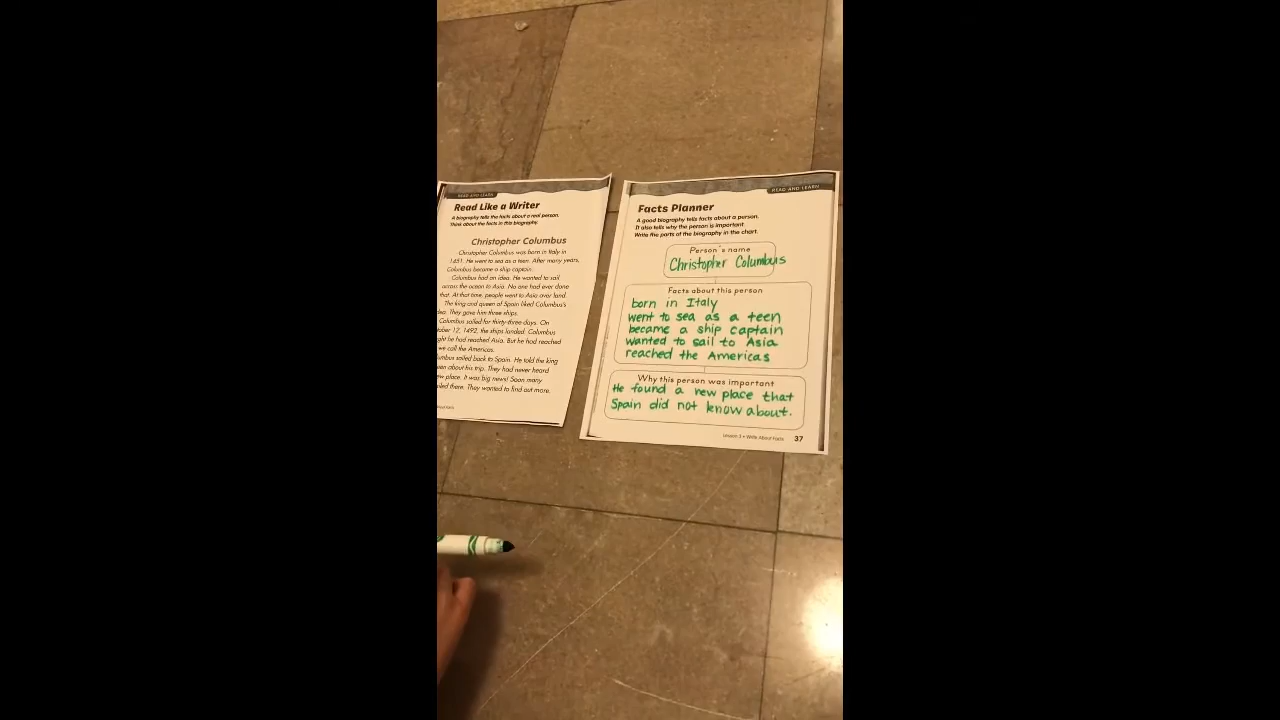 READ AND LEARN
Read Like a Writer
A biography tells the facts about a real person.
Think about the facts in this biography.
Christopher Columbus
Christopher Columbus was born in Italy in
1451. He went to sea as a teen. After many years,
Columbus became a ship captain.
Columbus had an idea. He wanted to sail
across the ocean to Asia. No one had ever done
that. At that time, people went to Asia over land.
The king and queen of Spain liked Columbus's
dea. They gave him three ships.
Columbus sailed for thirty-three days. On
tober 12, 1492, the ships landed. Columbus
ght he had reached Asia. But he had reached
we call the Americas.
lumbus sailed back to Spain. He told the king
een about his trip. They had never heard
ew place. It was big news! Soon many
iled there. They wanted to find out more.
READ AND LEARN
Facts Planner
A good biography tells facts about a person.
It also tells why the person is important.
Write the parts of the biography in the chart.
Person's name
Christopher Columbus
Facts about this person
born in Italy
went to sea as a teen
became a ship captain
wanted to sail to Asia
reached the Americas
Why this person was important
He found a new place that
Spain did not know about.
Lesson 3 • Write About Facts 37